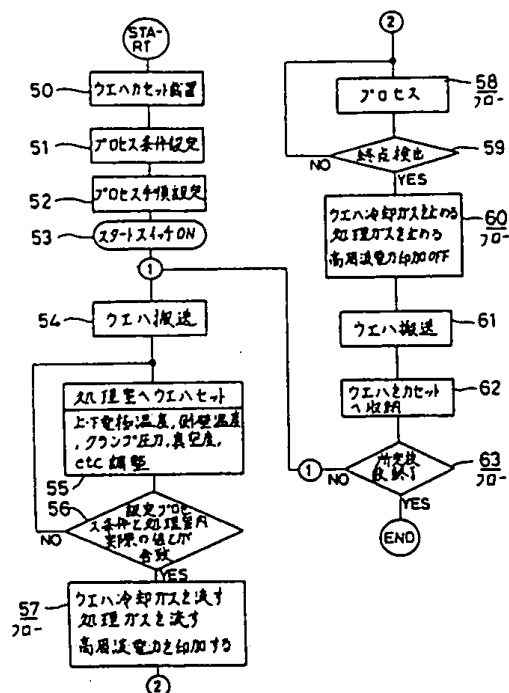 STA-
RT
50
ウエハカセット載置
51
プロセス条件設定
52
プロセス手順設定
53
スタートスイッチON
1
54
ウエハ搬送
処理室へウエハセット
上下電極温度,側壁温度
,クランプ圧力,真空度,
etc 調整
55
56
設定プロセ
ス条件と処理室内
実際の値とが
合致
NO
YES
57
フロー
ウエハ冷却ガスを流す
処理ガスを流す
高周波電力を印加する
2
2
58
フロー
プロセス
59
終点検出
NO
YES
60
フロー
ウエハ冷却ガスを止める
処理ガスを止める
高周波電力印加OFF
61
ウエハ搬送
62
ウエハをカセット
へ収納
63
フロー
所定枚
数終了
1
NO
YES
END